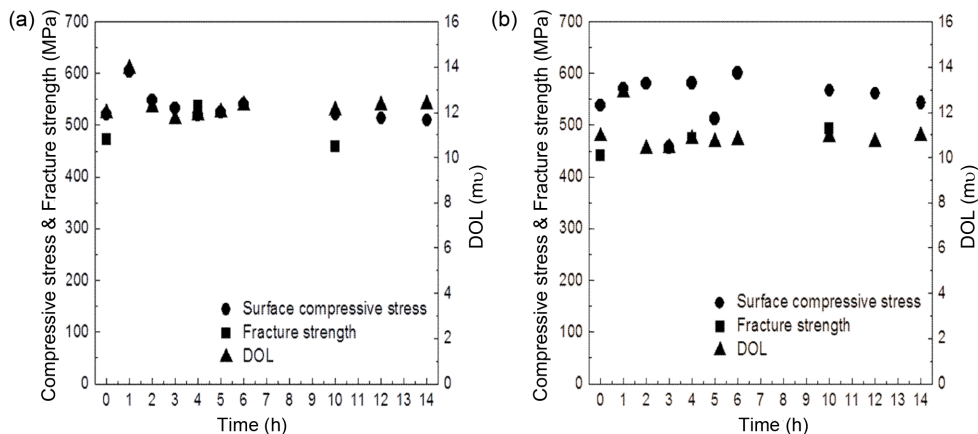 (a)
Compressive stress & Fracture strength (MPa)
700
600
500
400
300
200
100
0
16
14
12
10
8
6
4
2
0
DOL (mυ)
Surface compressive stress
Fracture strength
DOL
0 1 2 3 4 5 6 7 8 9 10 11 12 13 14
Time (h)
(b)
Compressive stress & Fracture strength (MPa)
700
600
500
400
300
200
100
0
16
14
12
10
8
6
4
2
0
DOL (mυ)
Surface compressive stress
Fracture strength
DOL
0 1 2 3 4 5 6 7 8 9 10 11 12 13 14
Time (h)